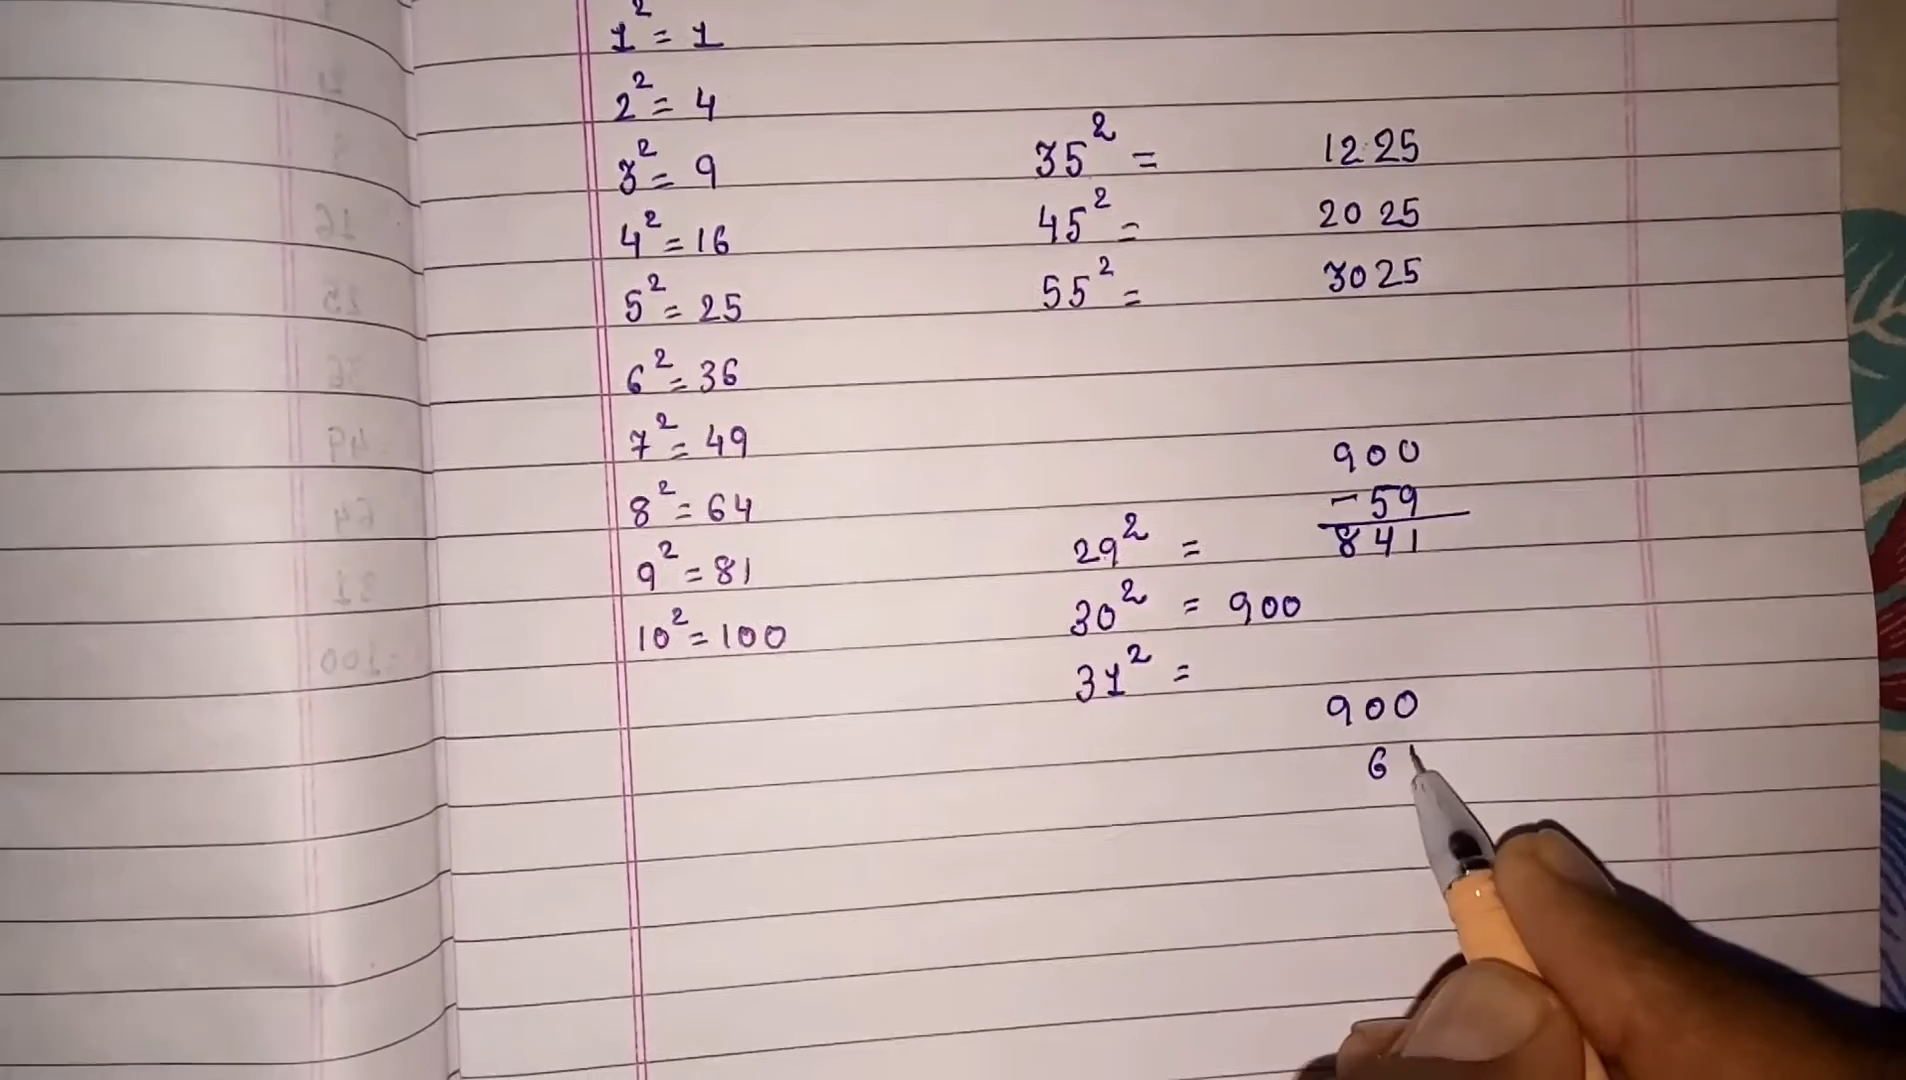 1² = 1
2² = 4
3² = 9
4² = 16
5² = 25
6² = 36
7² = 49
8² = 64
9² = 81
10² = 100
35² = 1225
45² = 2025
55² = 3025
900
- 59
29² = 841
30² = 900
31² =
900
6